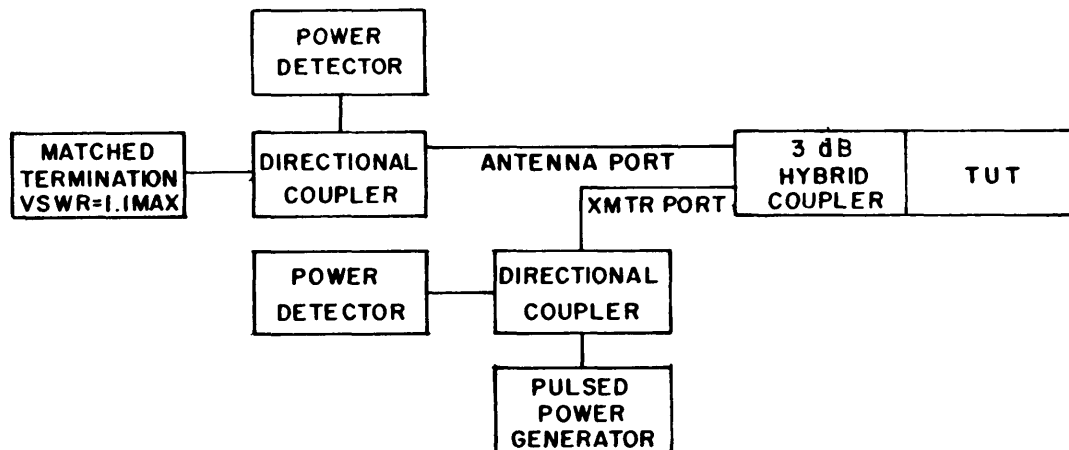 POWER
DETECTOR
MATCHED
TERMINATION
VSWR=1.1MAX
DIRECTIONAL
COUPLER
ANTENNA PORT
3 dB
HYBRID
COUPLER
TUT
XMTR PORT
POWER
DETECTOR
DIRECTIONAL
COUPLER
PULSED
POWER
GENERATOR